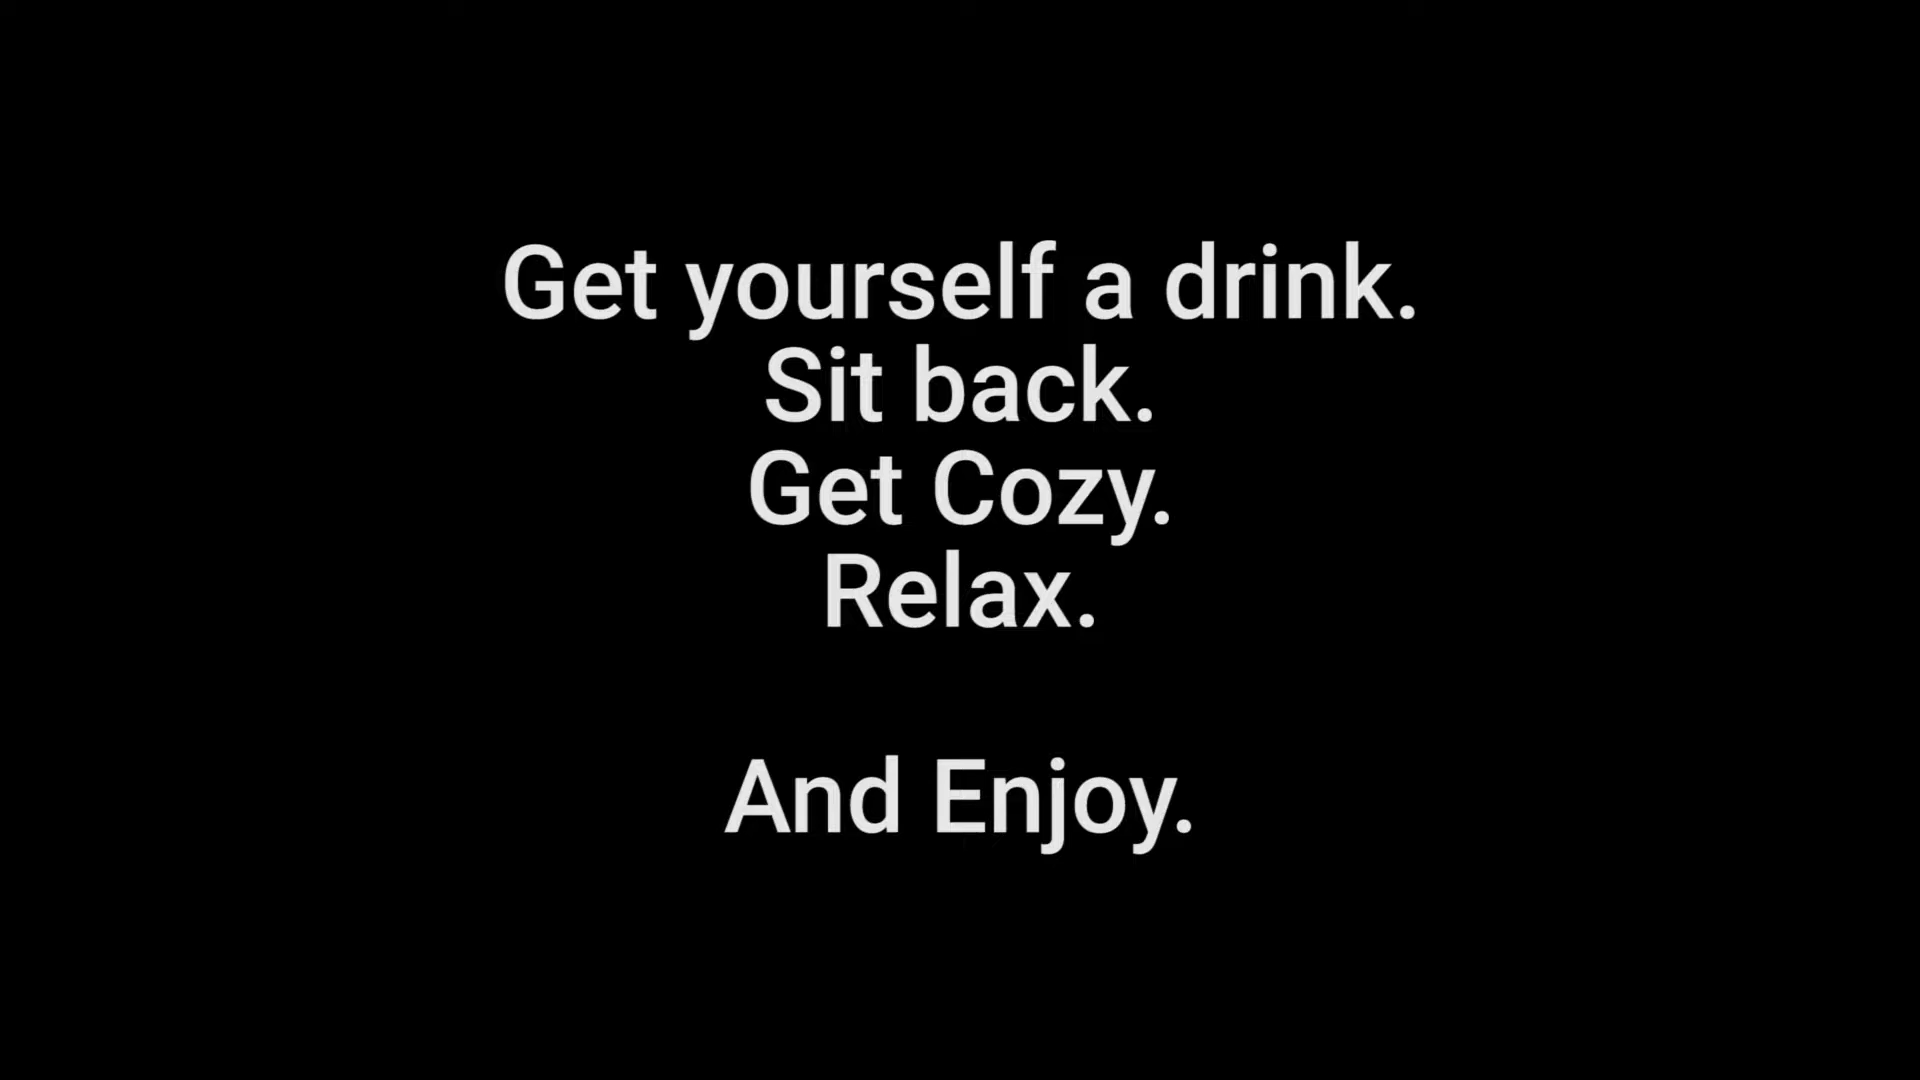 Get yourself a drink.
Sit back.
Get Cozy.
Relax.
And Enjoy.